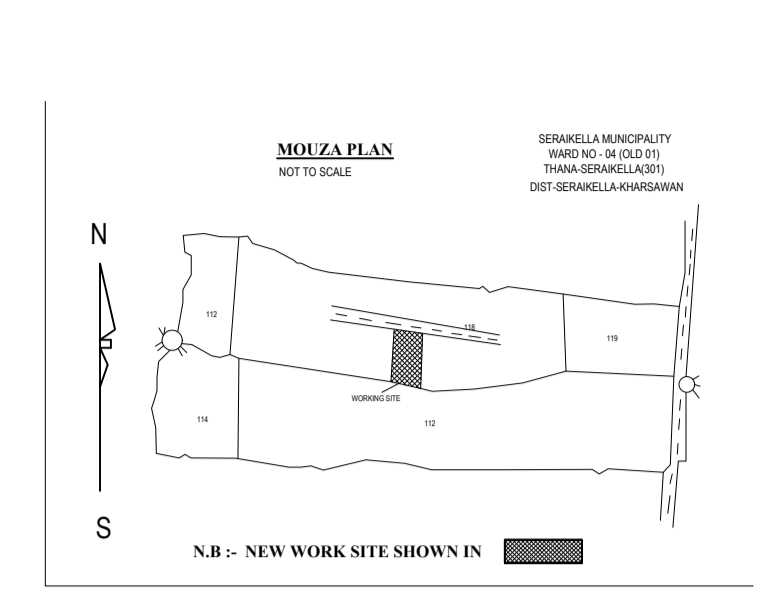 MOUZA PLAN
NOT TO SCALE
SERAIKELLA MUNICIPALITY
WARD NO - 04 (OLD 01)
THANA-SERAIKELLA(301)
DIST-SERAIKELLA-KHARSAWAN
N
112
118
119
WORKING SITE
114
112
S
N.B :- NEW WORK SITE SHOWN IN